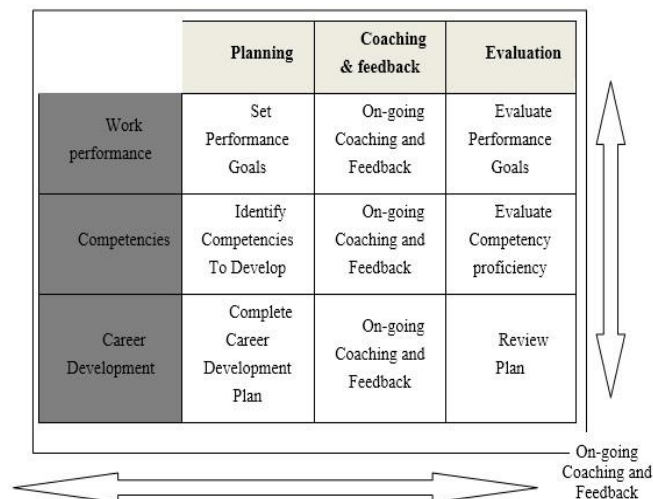 Planning
Coaching
& feedback
Evaluation
Work
performance
Set
Performance
Goals
On-going
Coaching and
Feedback
Evaluate
Performance
Goals
Competencies
Identify
Competencies
To Develop
On-going
Coaching and
Feedback
Evaluate
Competency
proficiency
Career
Development
Complete
Career
Development
Plan
On-going
Coaching and
Feedback
Review
Plan
On-going
Coaching and
Feedback